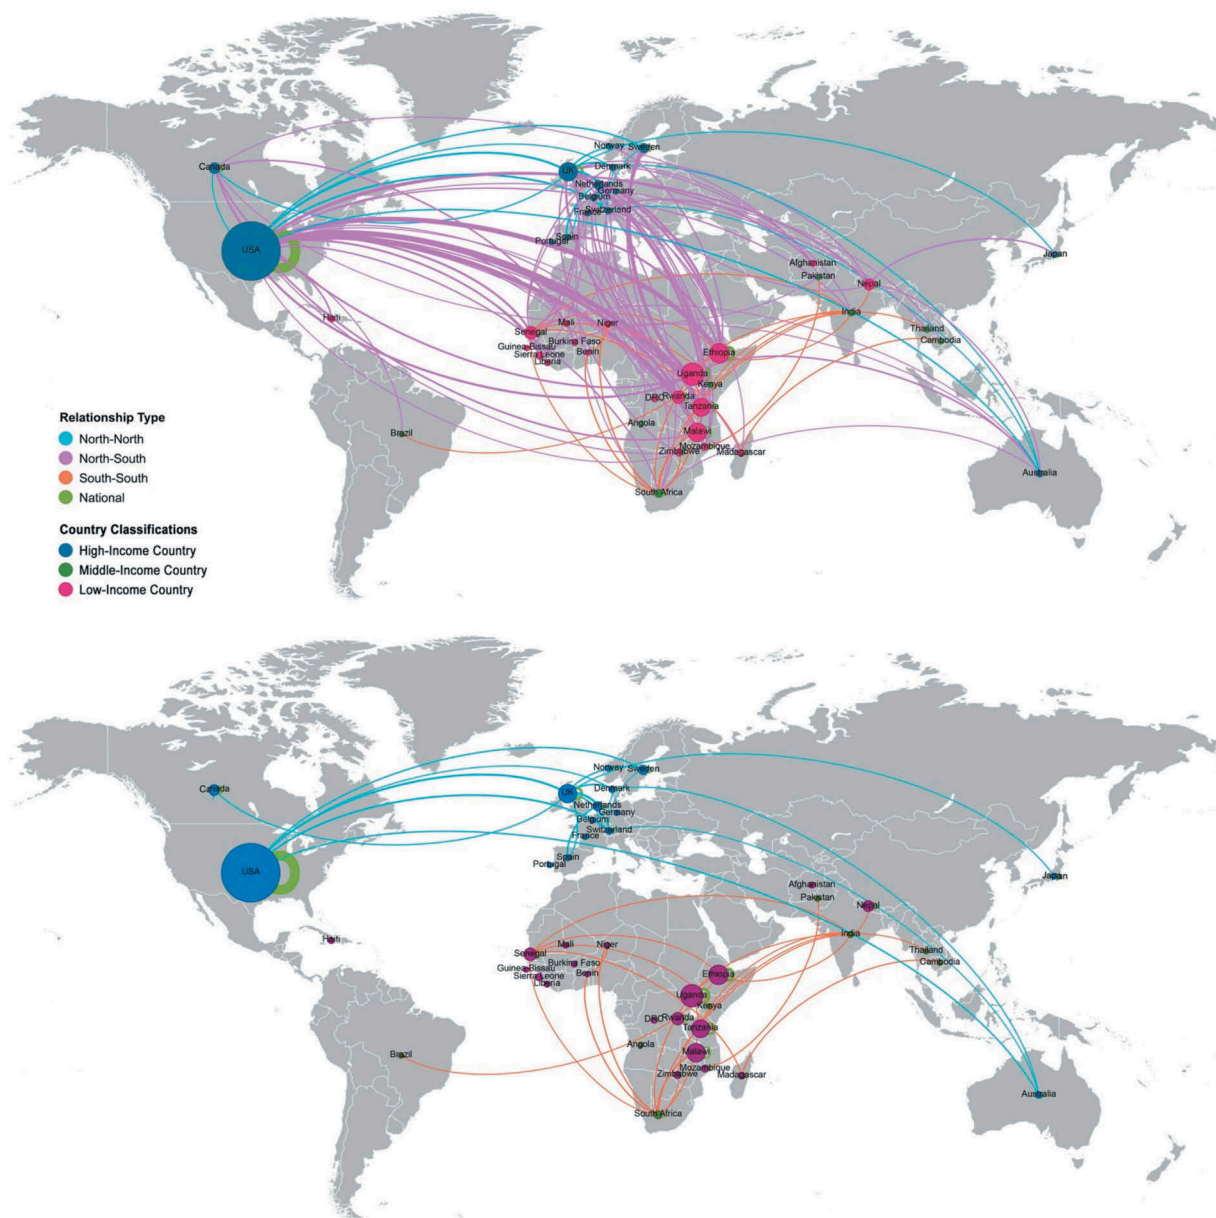 Norway
Sweden
Canada
UK
Denmark
Netherlands
Germany
Belgium
France
Switzerland
Spain
Portugal
USA
Japan
Afghanistan
Pakistan
Nepal
Haiti
India
Senegal
Mali
Niger
Thailand
Guinea-Bissau
Burkina Faso
Cambodia
Sierra Leone
Benin
Ethiopia
Liberia
Uganda
Kenya
DRC
Rwanda
Tanzania
Relationship Type
North-North
North-South
South-South
National
Brazil
Angola
Malawi
Mozambique
Zimbabwe
Madagascar
Australia
South Africa
Country Classifications
High-Income Country
Middle-Income Country
Low-Income Country
Norway
Sweden
Canada
UK
Denmark
Netherlands
Germany
Belgium
France
Switzerland
Spain
Portugal
USA
Japan
Afghanistan
Pakistan
Nepal
Haiti
India
Senegal
Mali
Niger
Thailand
Guinea-Bissau
Burkina Faso
Cambodia
Sierra Leone
Benin
Ethiopia
Liberia
Uganda
Kenya
DRC
Rwanda
Tanzania
Angola
Brazil
Malawi
Mozambique
Zimbabwe
Madagascar
Australia
South Africa